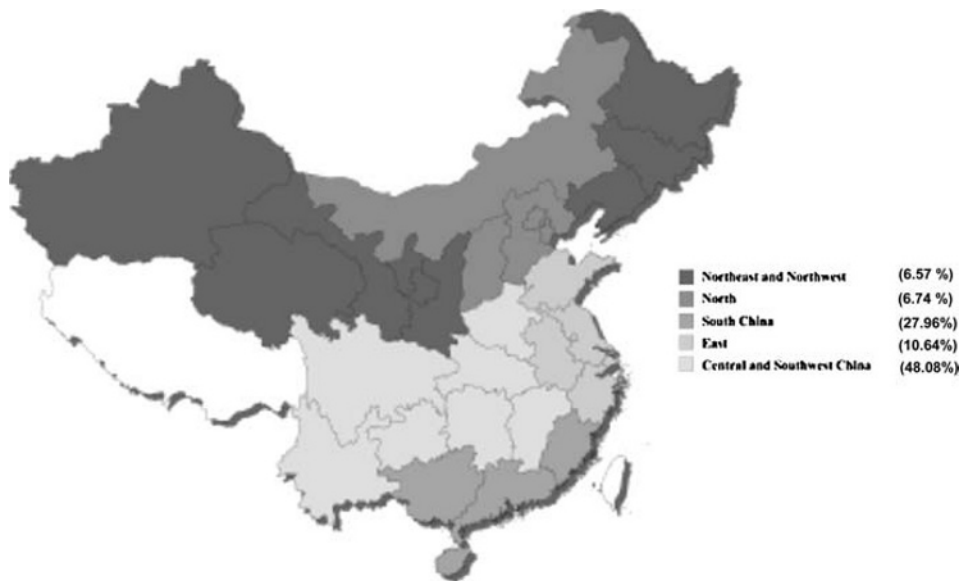 Northeast and Northwest (6.57 %)
North (6.74 %)
South China (27.96%)
East (10.64%)
Central and Southwest China (48.08%)